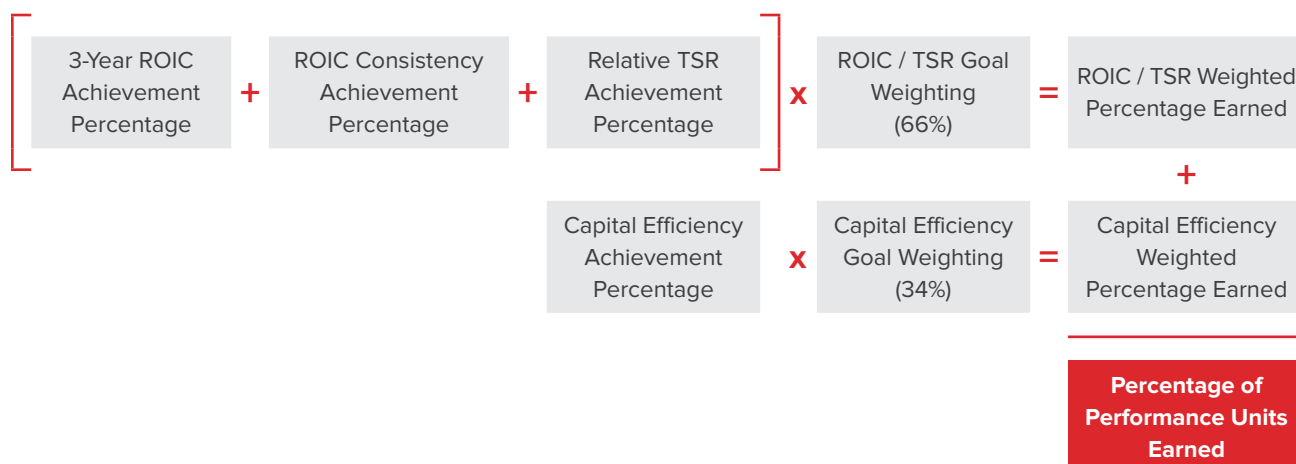 3-Year ROIC
Achievement
Percentage
+
ROIC Consistency
Achievement
Percentage
+
Relative TSR
Achievement
Percentage
x
ROIC / TSR Goal
Weighting
(66%)
=
ROIC / TSR Weighted
Percentage Earned
+
Capital Efficiency
Achievement
Percentage
x
Capital Efficiency
Goal Weighting
(34%)
=
Capital Efficiency
Weighted
Percentage Earned
Percentage of
Performance Units
Earned